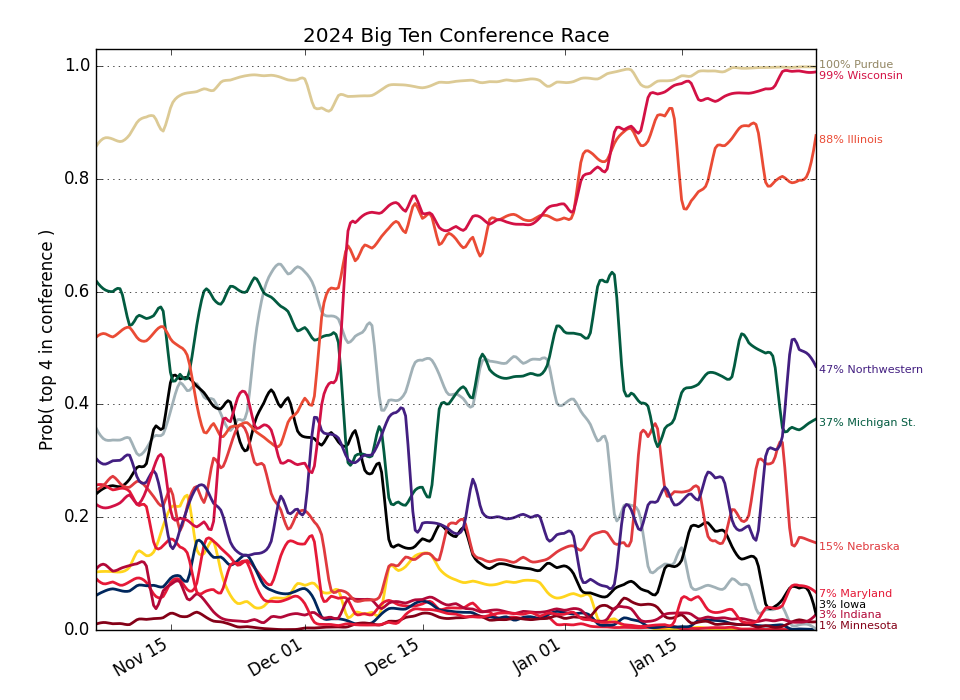 2024 Big Ten Conference Race
Prob( top 4 in conference )
1.0
0.8
0.6
0.4
0.2
0.0
Nov 15
Dec 01
Dec 15
Jan 01
Jan 15
100% Purdue
99% Wisconsin
88% Illinois
47% Northwestern
37% Michigan St.
15% Nebraska
7% Maryland
3% Iowa
3% Indiana
1% Minnesota